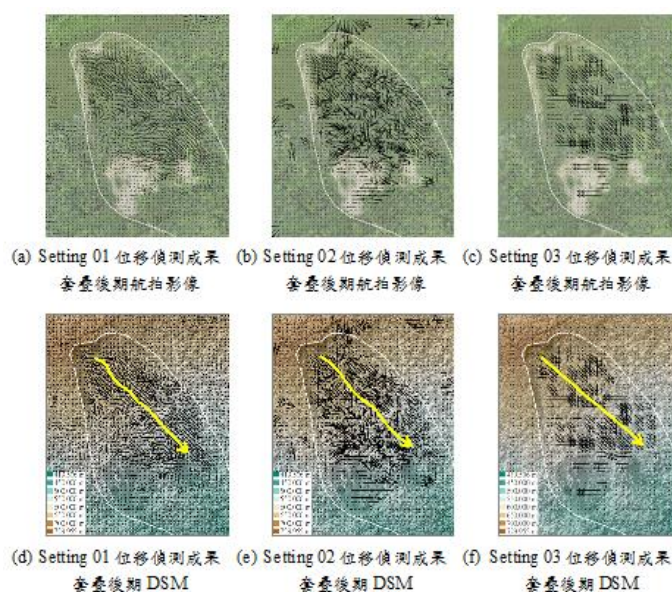 (a) Setting 01 位移偵測成果
套疊後期航拍影像
(b) Setting 02 位移偵測成果
套疊後期航拍影像
(c) Setting 03 位移偵測成果
套疊後期航拍影像
(d) Setting 01 位移偵測成果
套疊後期 DSM
(e) Setting 02 位移偵測成果
套疊後期 DSM
(f) Setting 03 位移偵測成果
套疊後期 DSM